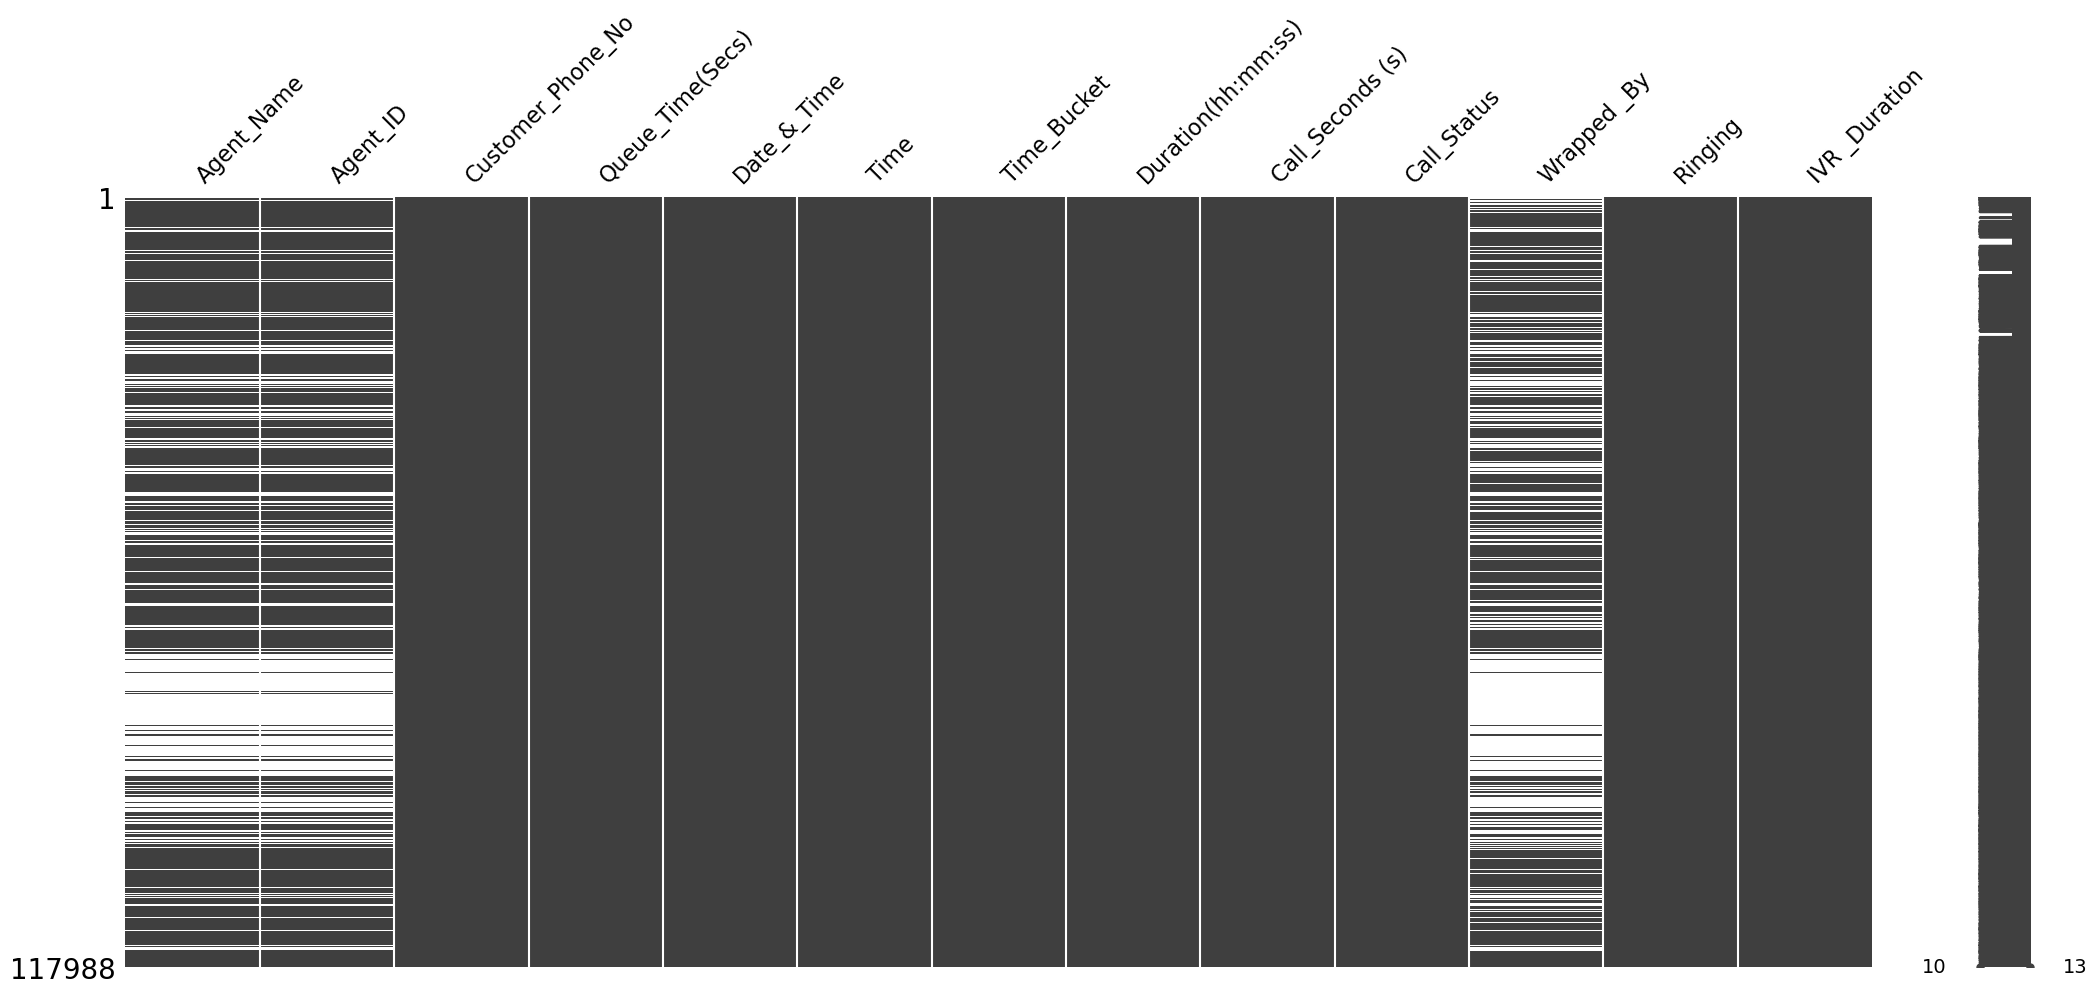 Agent_Name
Agent_ID
Customer_Phone_No
Queue_Time(Secs)
Date_&_Time
Time
Time_Bucket
Duration(hh:mm:ss)
Call_Seconds (s)
Call_Status
Wrapped _By
Ringing
IVR _Duration
1
117988
10
13